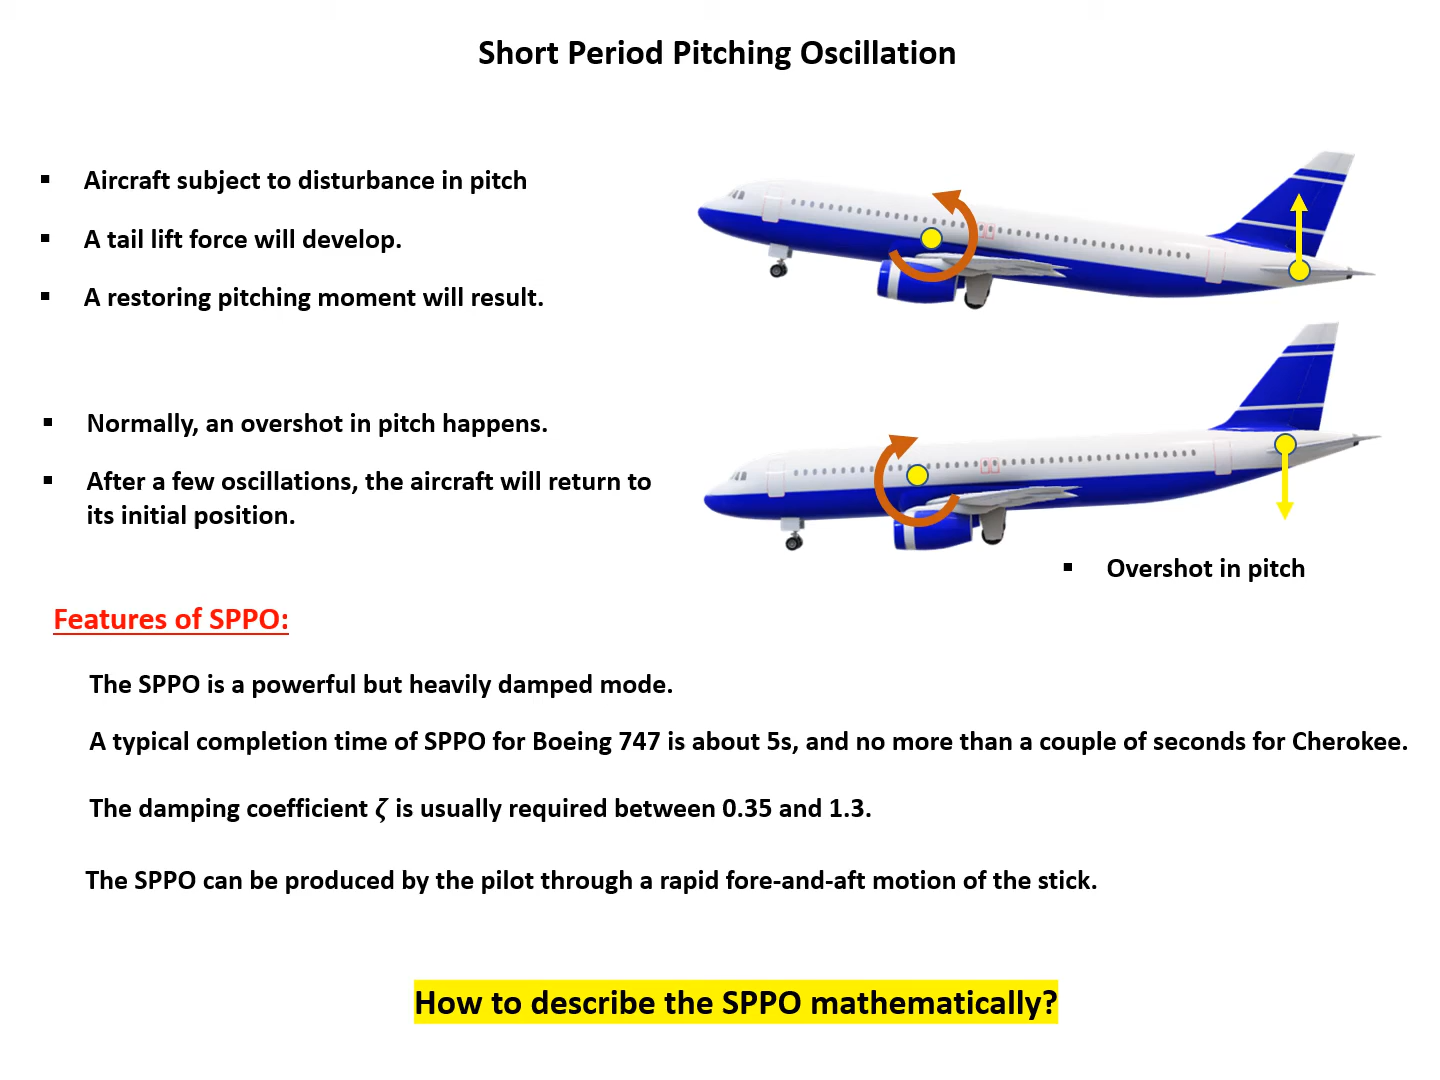 Short Period Pitching Oscillation
▪ Aircraft subject to disturbance in pitch
▪ A tail lift force will develop.
▪ A restoring pitching moment will result.
▪ Normally, an overshot in pitch happens.
▪ After a few oscillations, the aircraft will return to
its initial position.
▪ Overshot in pitch
Features of SPPO:
The SPPO is a powerful but heavily damped mode.
A typical completion time of SPPO for Boeing 747 is about 5s, and no more than a couple of seconds for Cherokee.
The damping coefficient ζ is usually required between 0.35 and 1.3.
The SPPO can be produced by the pilot through a rapid fore-and-aft motion of the stick.
How to describe the SPPO mathematically?